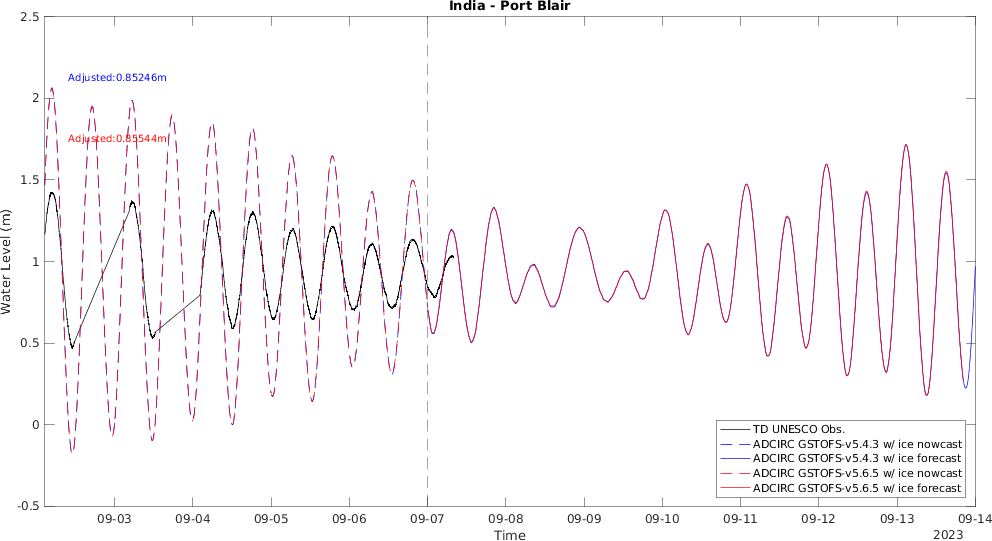 India - Port Blair
2.5
2
1.5
1
0.5
0
-0.5
Water Level (m)
Adjusted:0.85246m
Adjusted:0.85544m
TD UNESCO Obs.
ADCIRC GSTOFS-v5.4.3 w/ ice nowcast
ADCIRC GSTOFS-v5.4.3 w/ ice forecast
ADCIRC GSTOFS-v5.6.5 w/ ice nowcast
ADCIRC GSTOFS-v5.6.5 w/ ice forecast
09-03 09-04 09-05 09-06 09-07 09-08 09-09 09-10 09-11 09-12 09-13 09-14
Time
2023